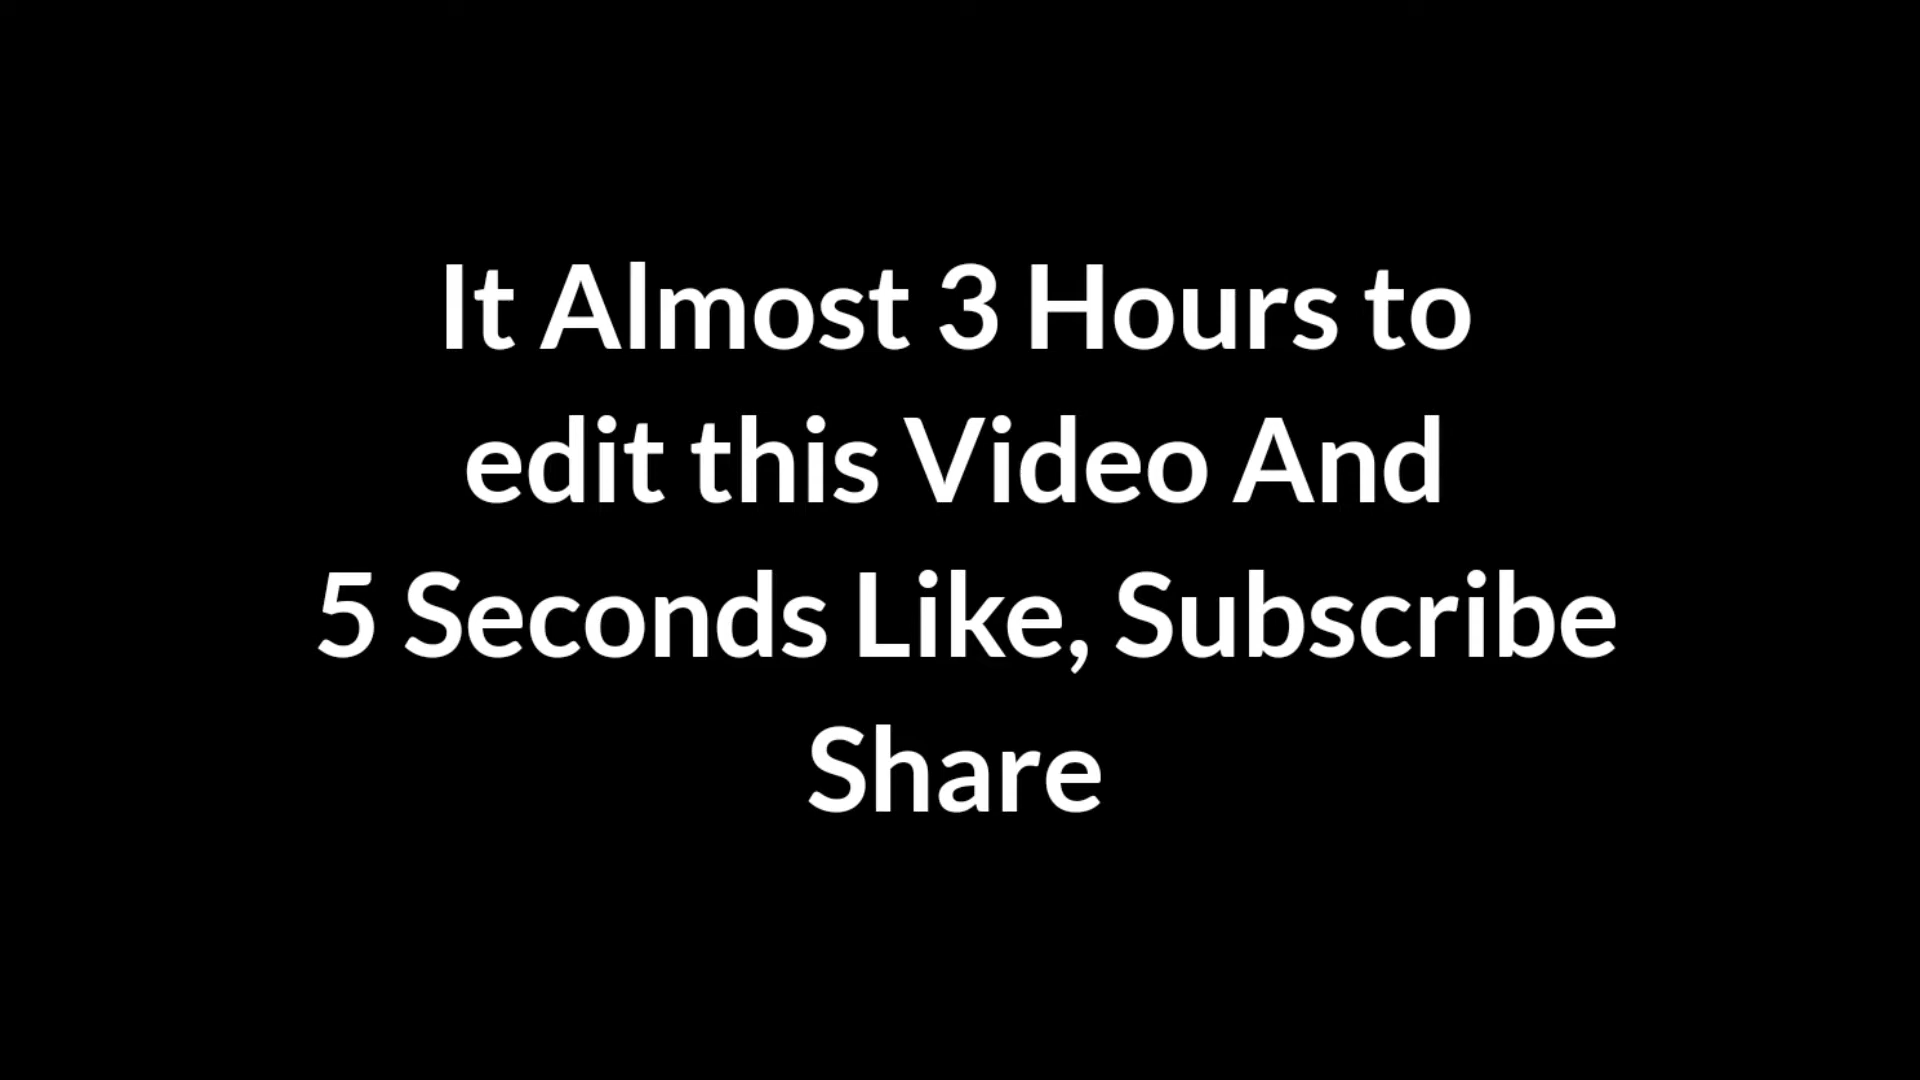 It Almost 3 Hours to
edit this Video And
5 Seconds Like, Subscribe
Share